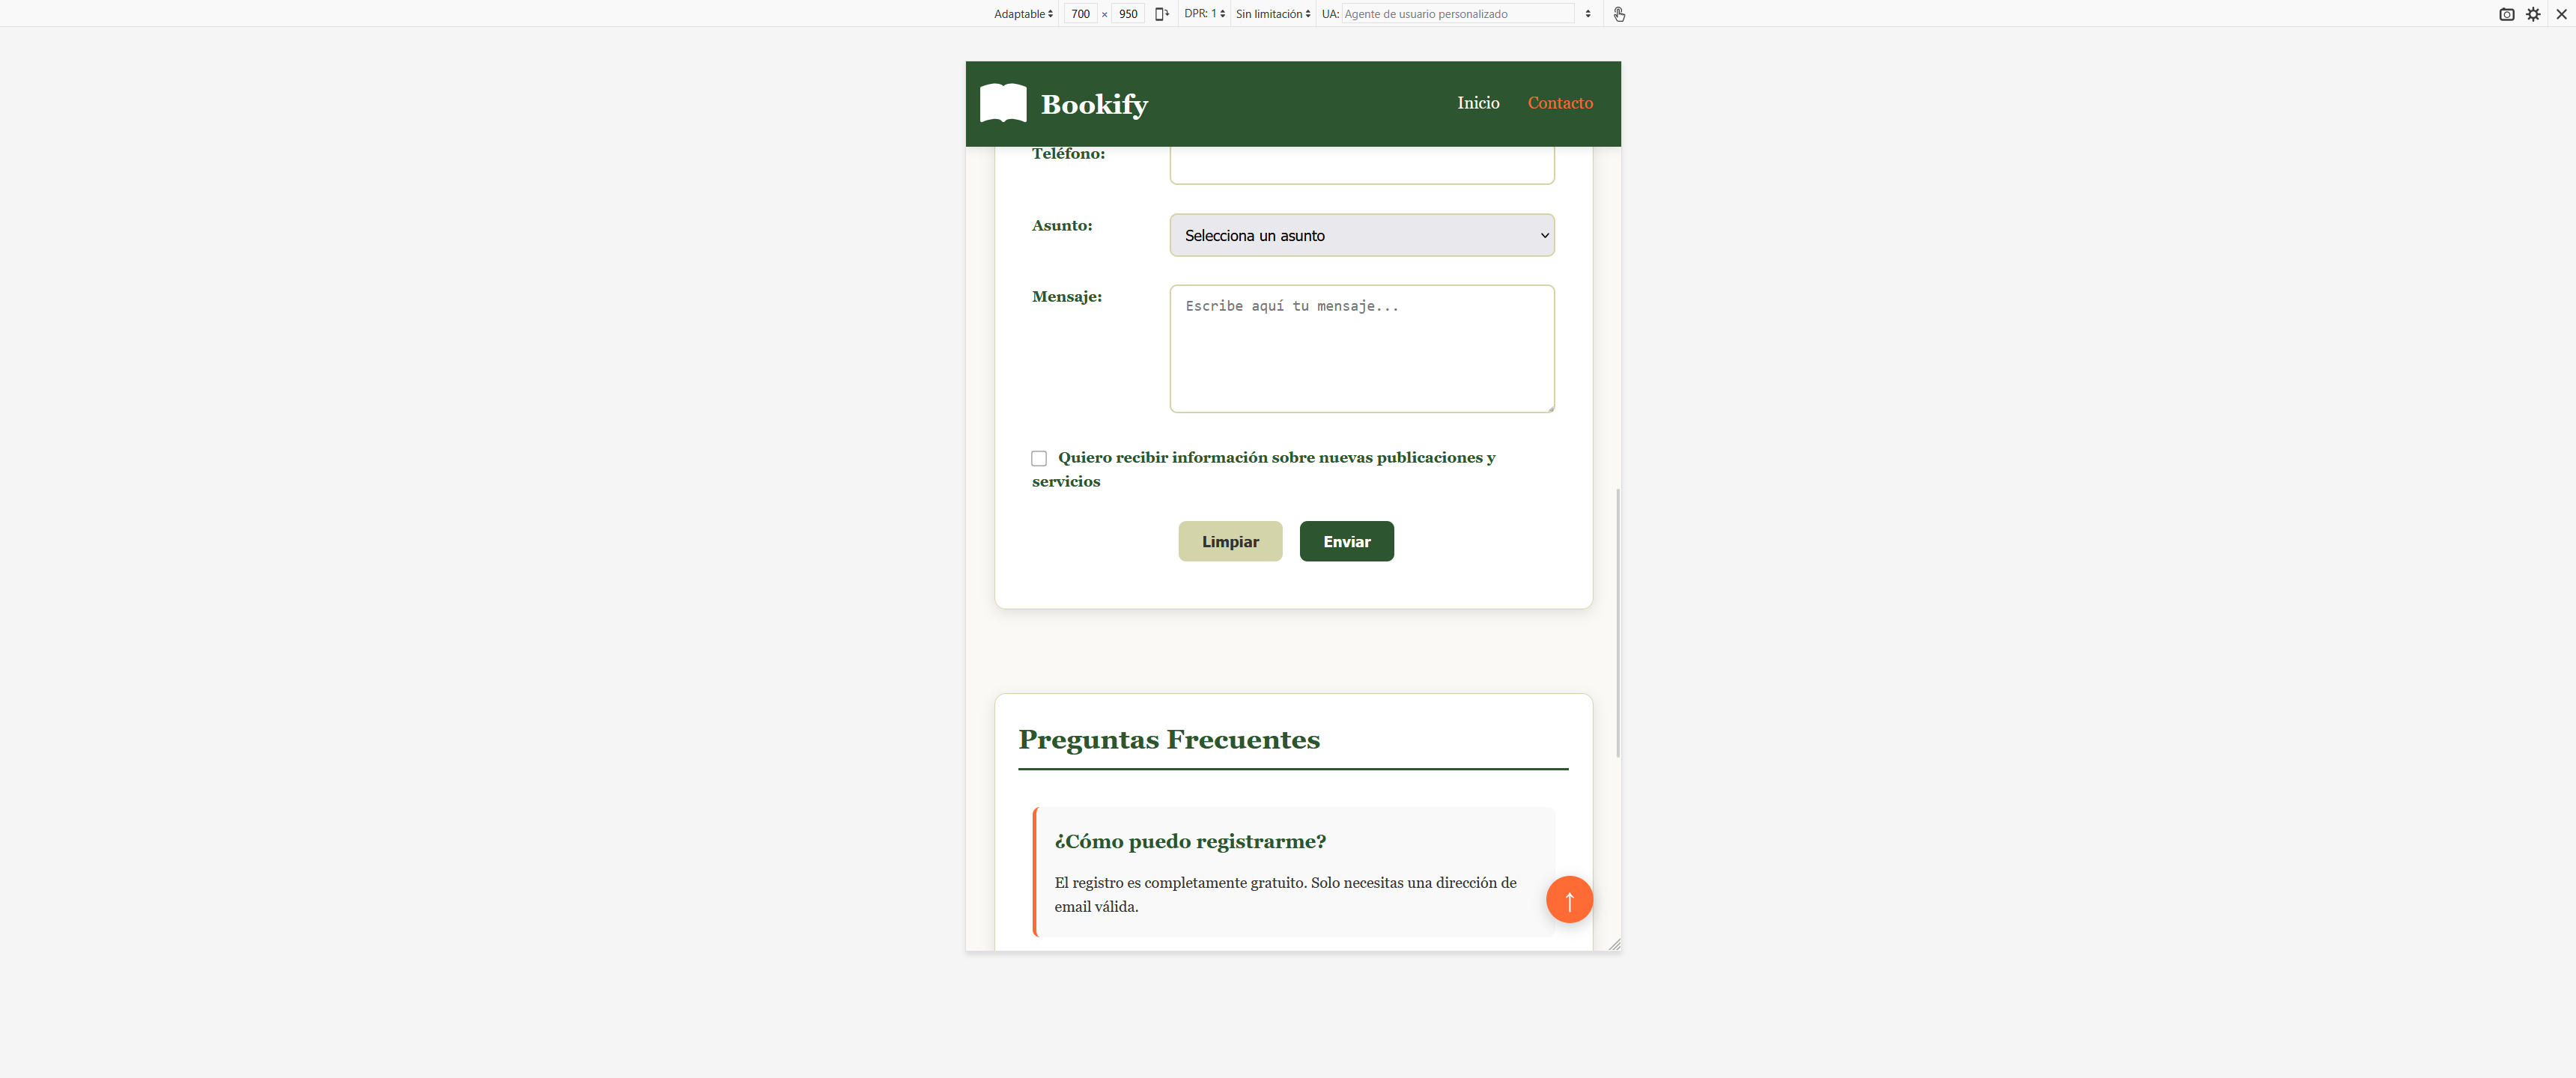 Adaptable 700 × 950 DPR: 1 Sin limitación UA: Agente de usuario personalizado
Bookify
Inicio Contacto
Teléfono:
Asunto: Selecciona un asunto
Mensaje: Escribe aquí tu mensaje...
Quiero recibir información sobre nuevas publicaciones y
servicios
Limpiar Enviar
Preguntas Frecuentes
¿Cómo puedo registrarme?
El registro es completamente gratuito. Solo necesitas una dirección de
email válida.
↑